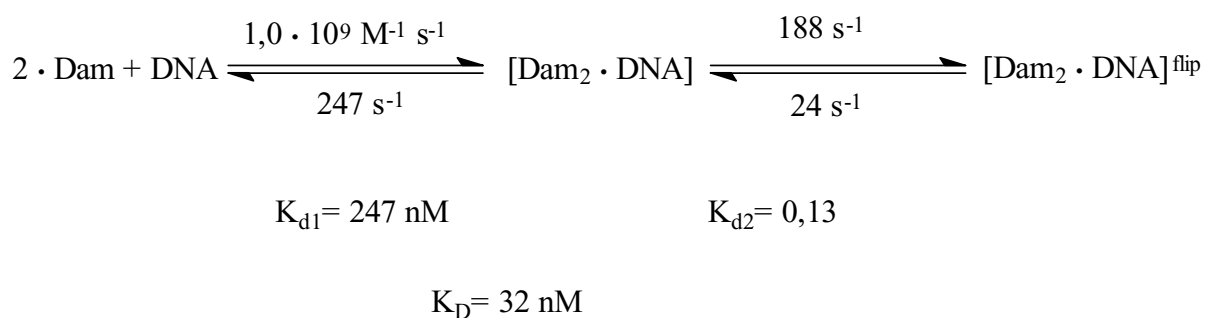 1,0 · 10⁹ M⁻¹ s⁻¹ 188 s⁻¹
2 · Dam + DNA [Dam₂ · DNA] [Dam₂ · DNA]ᶠˡⁱᵖ
247 s⁻¹ 24 s⁻¹
K_d1= 247 nM K_d2= 0,13
K_D= 32 nM